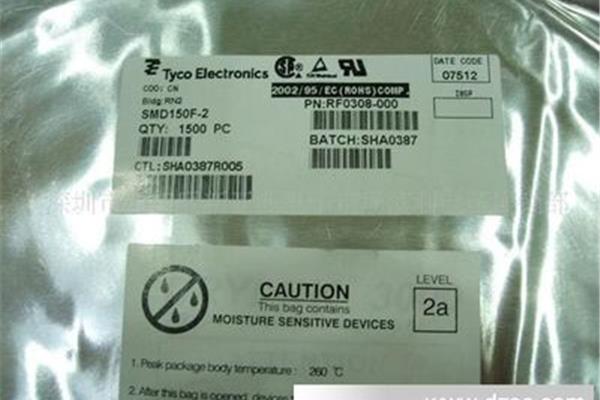 Tyco Electronics
DATE CODE
07512
COO: CN
Bldg: RN2
2002/95/EC(ROHS)COMP.
INSP
SMD150F-2
PN:RF0308-000
QTY: 1500 PC
BATCH:SHA0387
CTL:SHA0387R005
CAUTION
This bag contains
MOISTURE SENSITIVE DEVICES
LEVEL
2a
1. Peak package body temperature: 260 ℃
2. After this bag is opened, devices